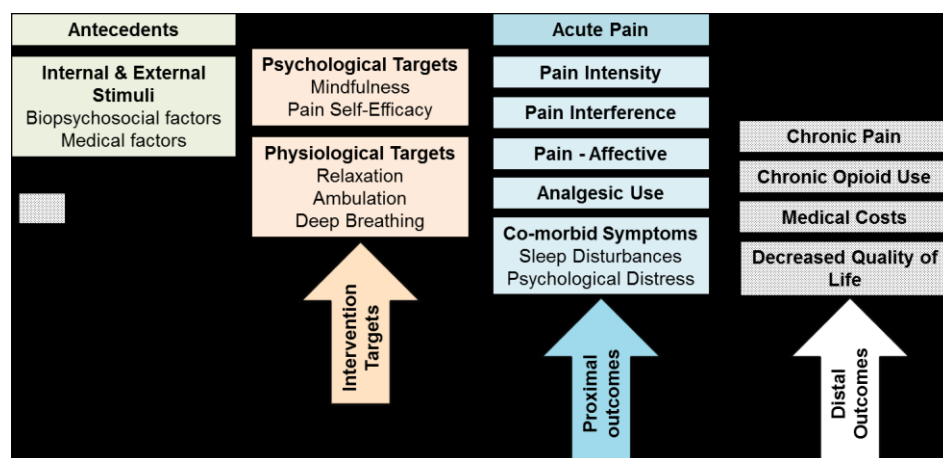 Antecedents
Internal & External
Stimuli
Biopsychosocial factors
Medical factors
Psychological Targets
Mindfulness
Pain Self-Efficacy
Physiological Targets
Relaxation
Ambulation
Deep Breathing
Intervention
Targets
Acute Pain
Pain Intensity
Pain Interference
Pain - Affective
Analgesic Use
Co-morbid Symptoms
Sleep Disturbances
Psychological Distress
Proximal
outcomes
Chronic Pain
Chronic Opioid Use
Medical Costs
Decreased Quality of
Life
Distal
Outcomes